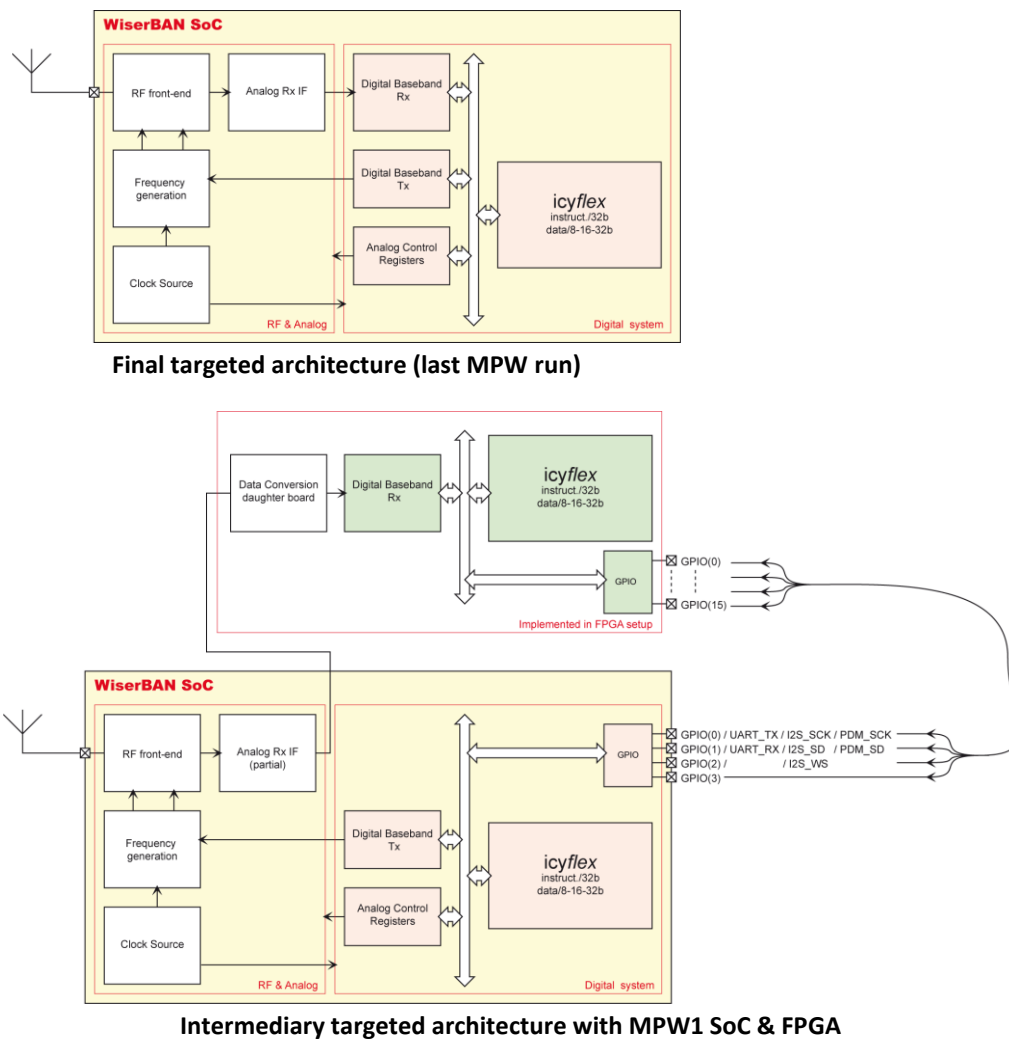 WiserBAN SoC
RF front-end
Analog Rx IF
Digital Baseband
Rx
Frequency
generation
Digital Baseband
Tx
icyflex
instruct./32b
data/8-16-32b
Analog Control
Registers
Clock Source
RF & Analog
Digital system
Final targeted architecture (last MPW run)
Data Conversion
daughter board
Digital Baseband
Rx
icyflex
instruct./32b
data/8-16-32b
GPIO
GPIO(0)
GPIO(15)
Implemented in FPGA setup
WiserBAN SoC
RF front-end
Analog Rx IF
(partial)
GPIO
GPIO(0) / UART_TX / I2S_SCK / PDM_SCK
GPIO(1) / UART_RX / I2S_SD / PDM_SD
GPIO(2) / / I2S_WS
GPIO(3)
Frequency
generation
Digital Baseband
Tx
icyflex
instruct./32b
data/8-16-32b
Analog Control
Registers
Clock Source
RF & Analog
Digital system
Intermediary targeted architecture with MPW1 SoC & FPGA